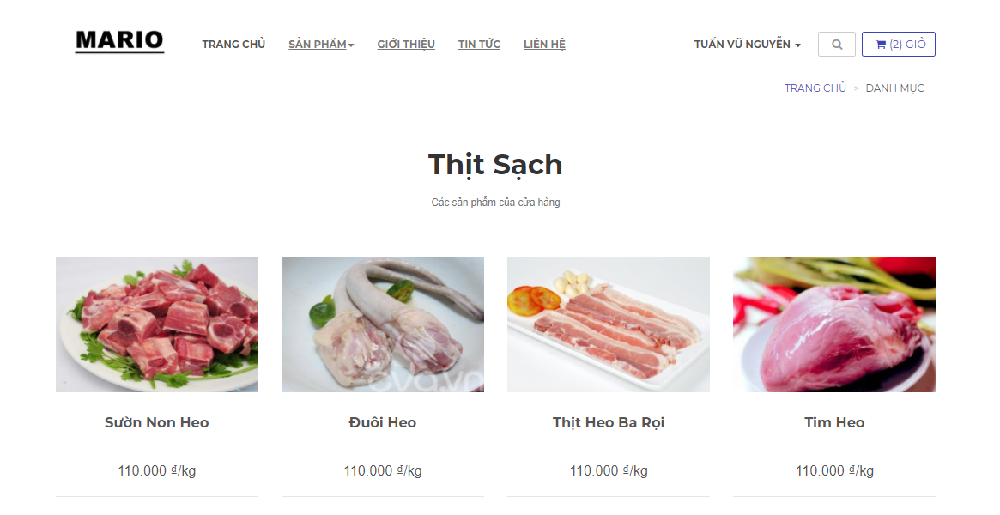 MARIO TRANG CHỦ SẢN PHẨM GIỚI THIỆU TIN TỨC LIÊN HỆ TUẤN VŨ NGUYỄN (2) GIỎ
TRANG CHỦ > DANH MỤC
Thịt Sạch
Các sản phẩm của cửa hàng
eva.vn
Sườn Non Heo Đuôi Heo Thịt Heo Ba Rọi Tim Heo
110.000 ₫/kg 110.000 ₫/kg 110.000 ₫/kg 110.000 ₫/kg